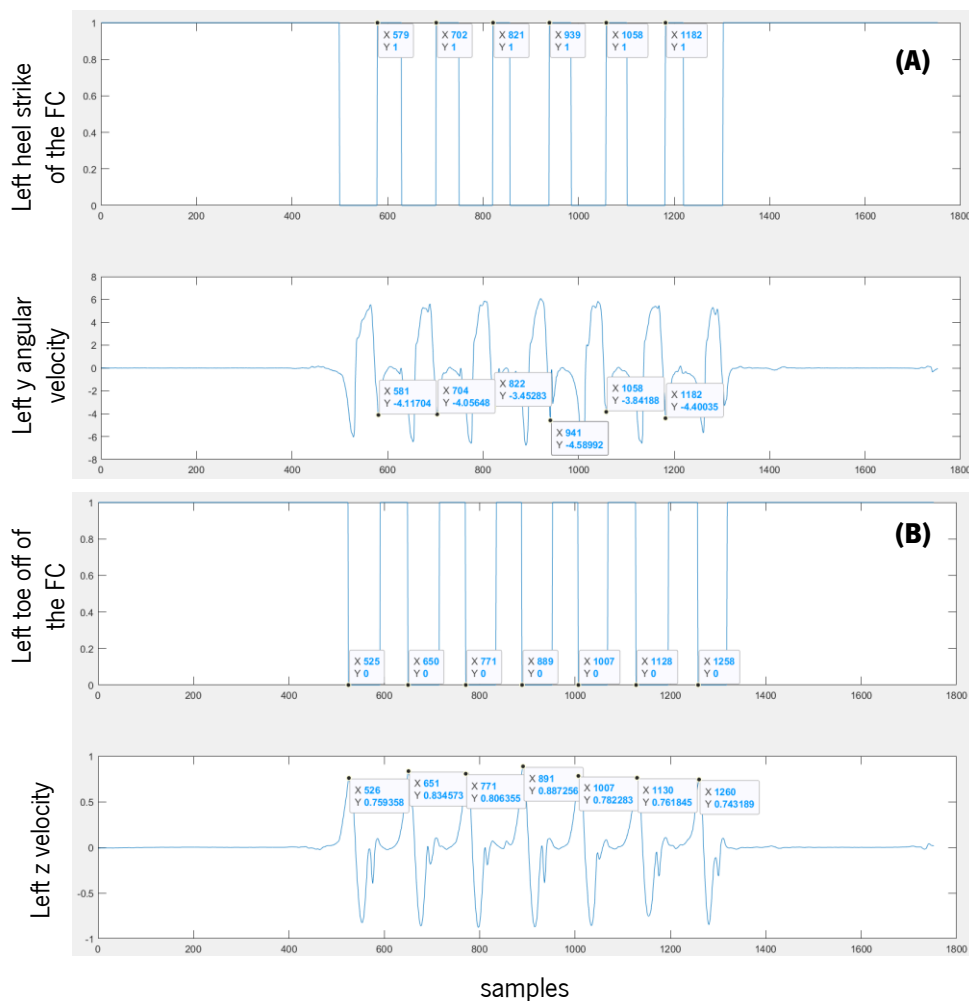 (A)
Left heel strike
of the FC
1
0.8
0.6
0.4
0.2
0
X 579
Y 1
X 702
Y 1
X 821
Y 1
X 939
Y 1
X 1058
Y 1
X 1182
Y 1
0 200 400 600 800 1000 1200 1400 1600 1800
Left y angular
velocity
8
6
4
2
0
-2
-4
-6
-8
X 581
Y -4.11704
X 704
Y -4.05648
X 822
Y -3.45283
X 941
Y -4.58992
X 1058
Y -3.84188
X 1182
Y -4.40035
0 200 400 600 800 1000 1200 1400 1600 1800
(B)
Left toe off of
the FC
1
0.8
0.6
0.4
0.2
0
X 525
Y 0
X 650
Y 0
X 771
Y 0
X 889
Y 0
X 1007
Y 0
X 1128
Y 0
X 1258
Y 0
0 200 400 600 800 1000 1200 1400 1600 1800
Left z velocity
1
0.5
0
-0.5
-1
X 526
Y 0.759358
X 651
Y 0.834573
X 771
Y 0.806355
X 891
Y 0.887256
X 1007
Y 0.782283
X 1130
Y 0.761845
X 1260
Y 0.743189
0 200 400 600 800 1000 1200 1400 1600 1800
samples